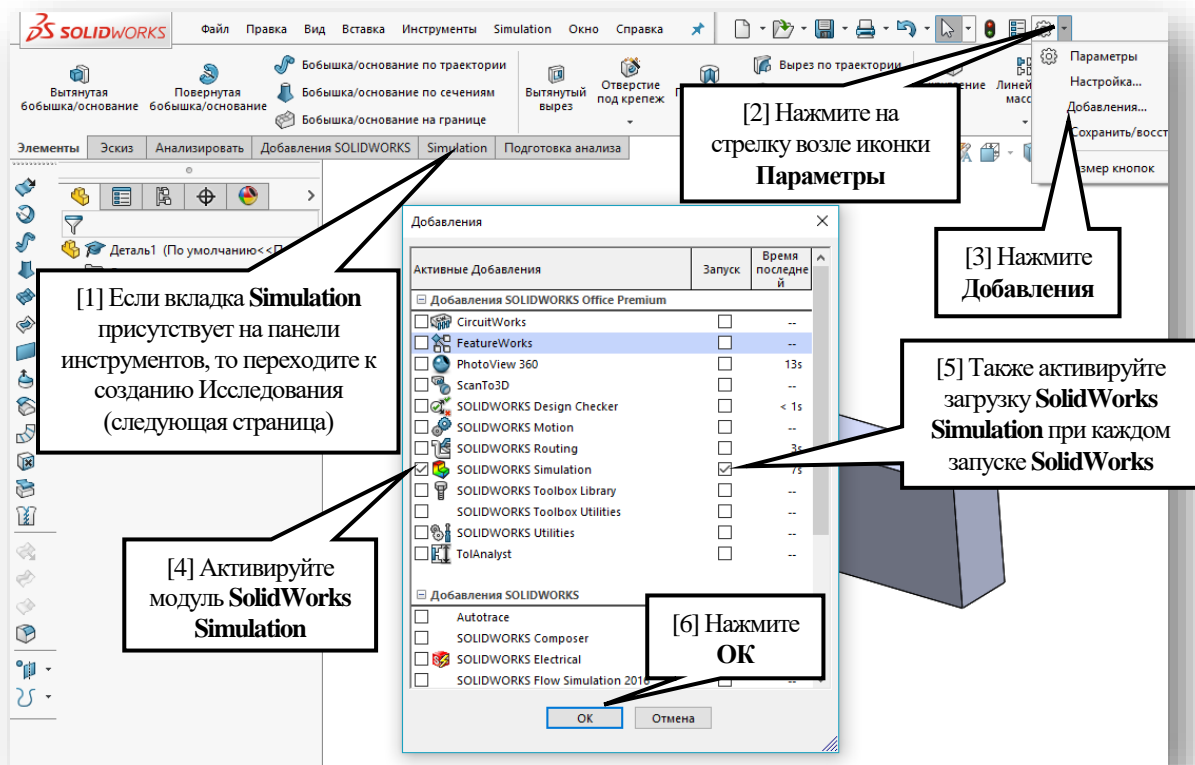 SOLIDWORKS Файл Правка Вид Вставка Инструменты Simulation Окно Справка
Параметры
Настройка...
Добавления...
Сохранить/восст
кнопок
Вытянутая
бобышка/основание
Повернутая
бобышка/основание
Бобышка/основание по траектории
Бобышка/основание по сечениям
Бобышка/основание на границе
Вытянутый
вырез
Отверстие
под крепеж
Вырез по траектории
Элементы Эскиз Анализировать Добавления SOLIDWORKS Simulation Подготовка анализа
[2] Нажмите на
стрелку возле иконки
Параметры
[3] Нажмите
Добавления
Деталь1 (По умолчанию<<П
[1] Если вкладка Simulation
присутствует на панели
инструментов, то переходите к
созданию Исследования
(следующая страница)
Добавления
Активные Добавления Запуск Время
последне
й
Добавления SOLIDWORKS Office Premium
CircuitWorks --
FeatureWorks --
PhotoView 360 13s
ScanTo3D --
SOLIDWORKS Design Checker < 1s
SOLIDWORKS Motion --
SOLIDWORKS Routing 3s
SOLIDWORKS Simulation 7s
SOLIDWORKS Toolbox Library --
SOLIDWORKS Toolbox Utilities --
SOLIDWORKS Utilities --
TolAnalyst --
Добавления SOLIDWORKS
Autotrace
SOLIDWORKS Composer
SOLIDWORKS Electrical
SOLIDWORKS Flow Simulation 2016 --
OK Отмена
[5] Также активируйте
загрузку SolidWorks
Simulation при каждом
запуске SolidWorks
[4] Активируйте
модуль SolidWorks
Simulation
[6] Нажмите
ОК